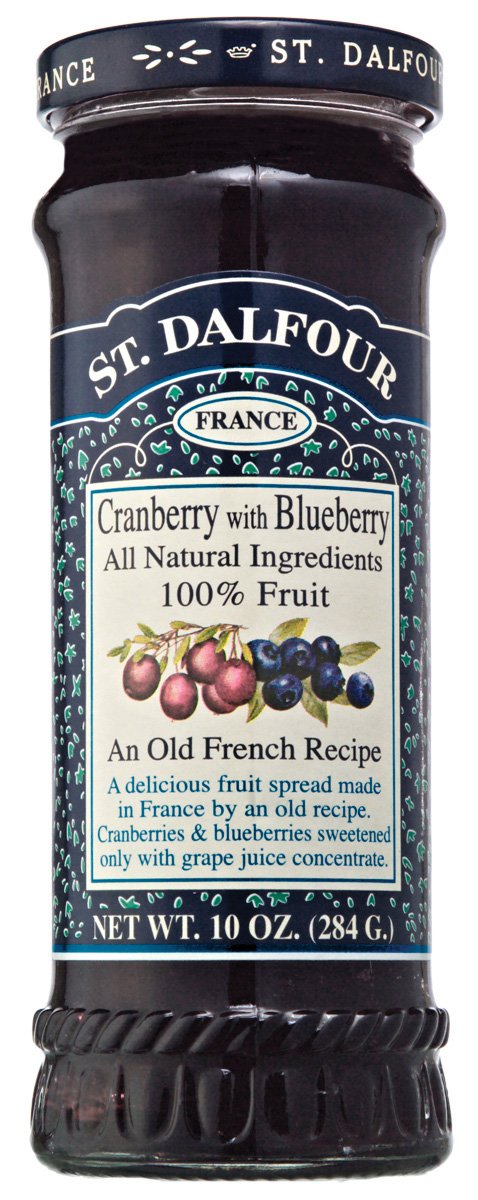 RANCE ST. DALFOUR
ST. DALFOUR
FRANCE
Cranberry with Blueberry
All Natural Ingredients
100% Fruit
An Old French Recipe
A delicious fruit spread made
in France by an old recipe.
Cranberries & blueberries sweetened
only with grape juice concentrate.
NET WT. 10 OZ. (284 G.)